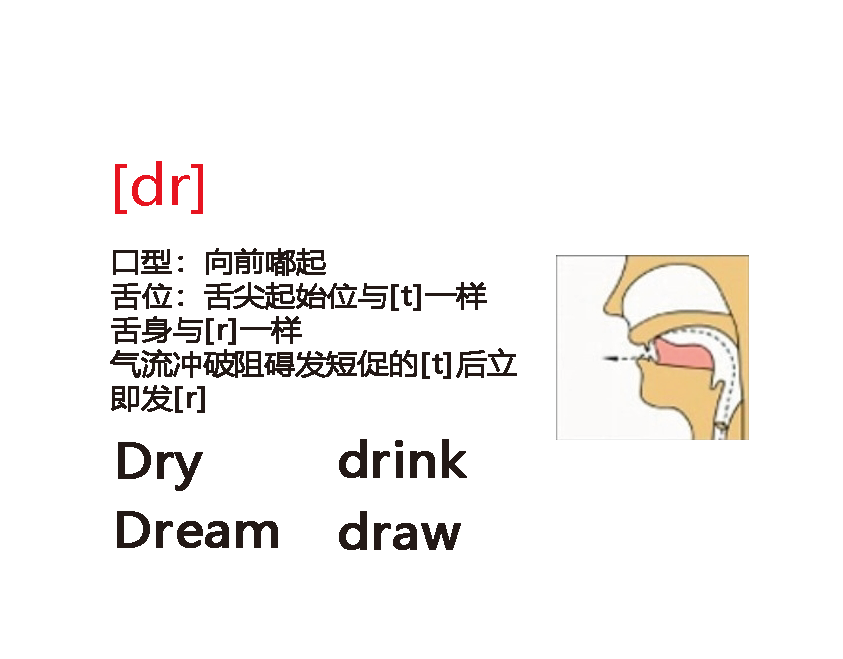 [dr]
口型：向前嘟起
舌位：舌尖起始位与[t]一样
舌身与[r]一样
气流冲破阻碍发短促的[t]后立
即发[r]
Dry drink
Dream draw